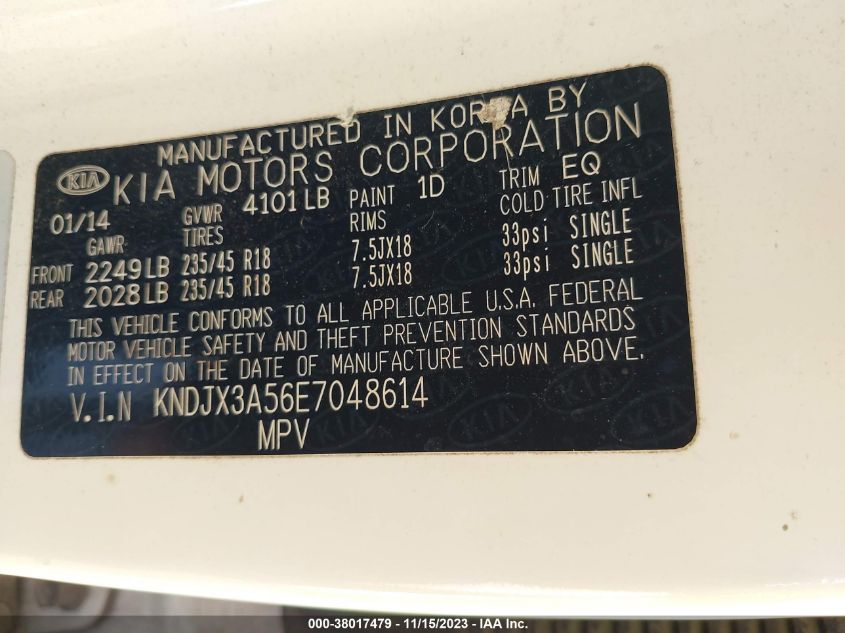 MANUFACTURED IN KOREA BY
KIA KIA MOTORS CORPORATION
01/14 GVWR 4101 LB PAINT 1D TRIM EQ
GAWR TIRES RIMS COLD TIRE INFL
FRONT 2249 LB 235/45 R18 7.5JX18 33psi SINGLE
REAR 2028 LB 235/45 R18 7.5JX18 33psi SINGLE
THIS VEHICLE CONFORMS TO ALL APPLICABLE U.S.A. FEDERAL
MOTOR VEHICLE SAFETY AND THEFT PREVENTION STANDARDS
IN EFFECT ON THE DATE OF MANUFACTURE SHOWN ABOVE.
V.I.N KNDJX3A56E7048614
MPV
000-38017479 - 11/15/2023 - IAA Inc.